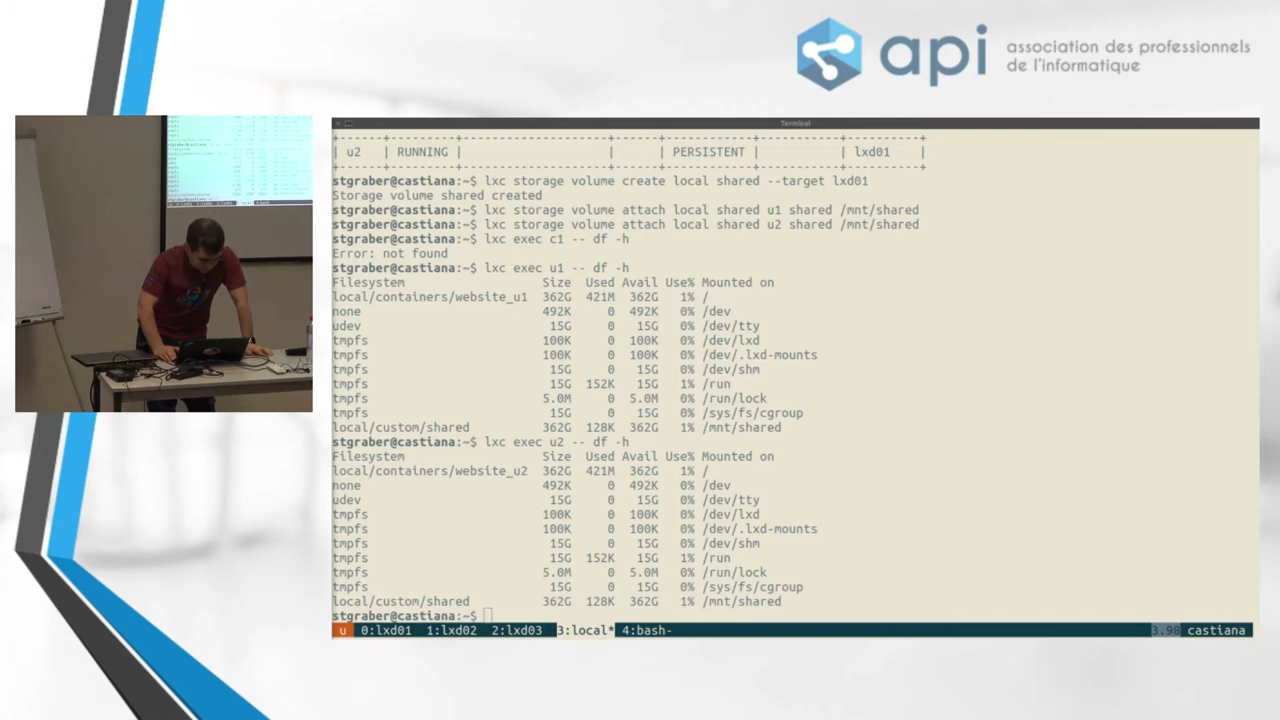 api
association des professionnels
de l'informatique
Terminal
+------+---------+----------------------+------+------------+-----------+----------+
| u2 | RUNNING | | | PERSISTENT | | lxd01 |
+------+---------+----------------------+------+------------+-----------+----------+
stgraber@castiana:~$ lxc storage volume create local shared --target lxd01
Storage volume shared created
stgraber@castiana:~$ lxc storage volume attach local shared u1 shared /mnt/shared
stgraber@castiana:~$ lxc storage volume attach local shared u2 shared /mnt/shared
stgraber@castiana:~$ lxc exec c1 -- df -h
Error: not found
stgraber@castiana:~$ lxc exec u1 -- df -h
Filesystem Size Used Avail Use% Mounted on
local/containers/website_u1 362G 421M 362G 1% /
none 492K 0 492K 0% /dev
udev 15G 0 15G 0% /dev/tty
tmpfs 100K 0 100K 0% /dev/lxd
tmpfs 100K 0 100K 0% /dev/.lxd-mounts
tmpfs 15G 0 15G 0% /dev/shm
tmpfs 15G 152K 15G 1% /run
tmpfs 5.0M 0 5.0M 0% /run/lock
tmpfs 15G 0 15G 0% /sys/fs/cgroup
local/custom/shared 362G 128K 362G 1% /mnt/shared
stgraber@castiana:~$ lxc exec u2 -- df -h
Filesystem Size Used Avail Use% Mounted on
local/containers/website_u2 362G 421M 362G 1% /
none 492K 0 492K 0% /dev
udev 15G 0 15G 0% /dev/tty
tmpfs 100K 0 100K 0% /dev/lxd
tmpfs 100K 0 100K 0% /dev/.lxd-mounts
tmpfs 15G 0 15G 0% /dev/shm
tmpfs 15G 152K 15G 1% /run
tmpfs 5.0M 0 5.0M 0% /run/lock
tmpfs 15G 0 15G 0% /sys/fs/cgroup
local/custom/shared 362G 128K 362G 1% /mnt/shared
stgraber@castiana:~$
u 0:lxd01 1:lxd02 2:lxd03 3:local* 4:bash- 3.98 castiana